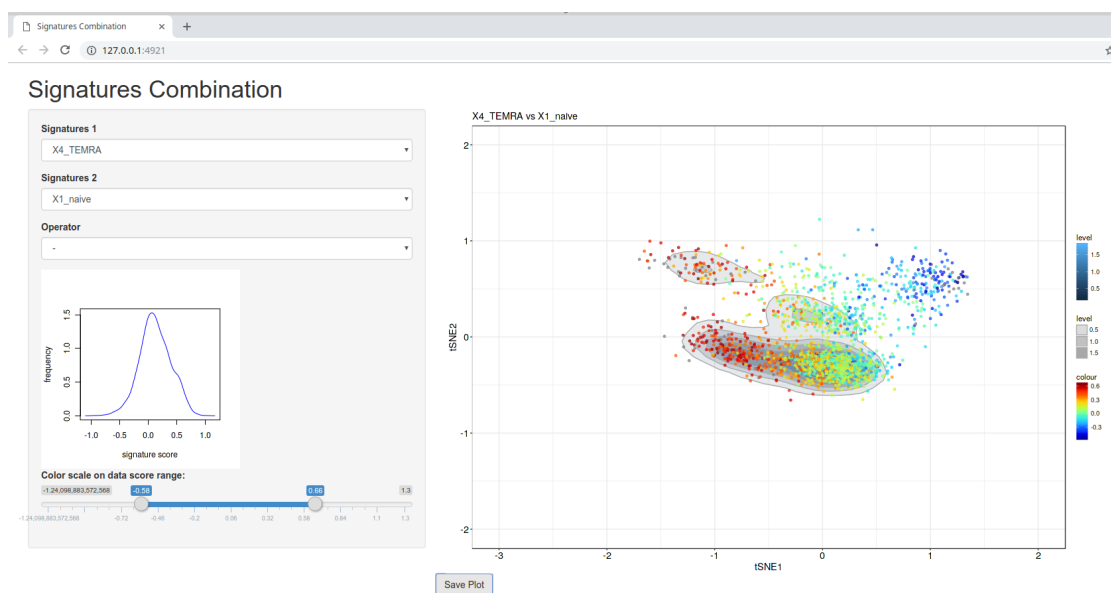 Signatures Combination × +
127.0.0.1:4921
Signatures Combination
Signatures 1
X4_TEMRA
Signatures 2
X1_naive
Operator
-
frequency
1.5
1.0
0.5
0.0
-1.0 -0.5 0.0 0.5 1.0
signature score
Color scale on data score range:
-1.24,098,883,572,568 -0.58 0.66 1.3
-1.24,098,883,572,568 -0.72 -0.46 -0.2 0.06 0.32 0.58 0.84 1.1 1.3
X4_TEMRA vs X1_naive
tSNE2
2
1
0
-1
-2
-3 -2 -1 0 1 2
tSNE1
level
1.5
1.0
0.5
level
0.5
1.0
1.5
colour
0.6
0.3
0.0
-0.3
Save Plot